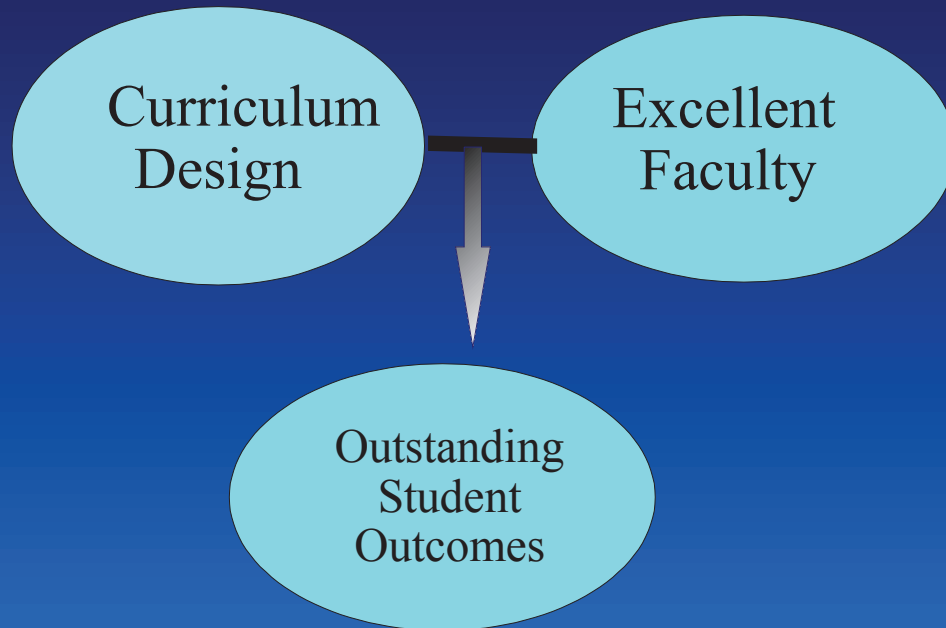 Curriculum
Design
Excellent
Faculty
Outstanding
Student
Outcomes